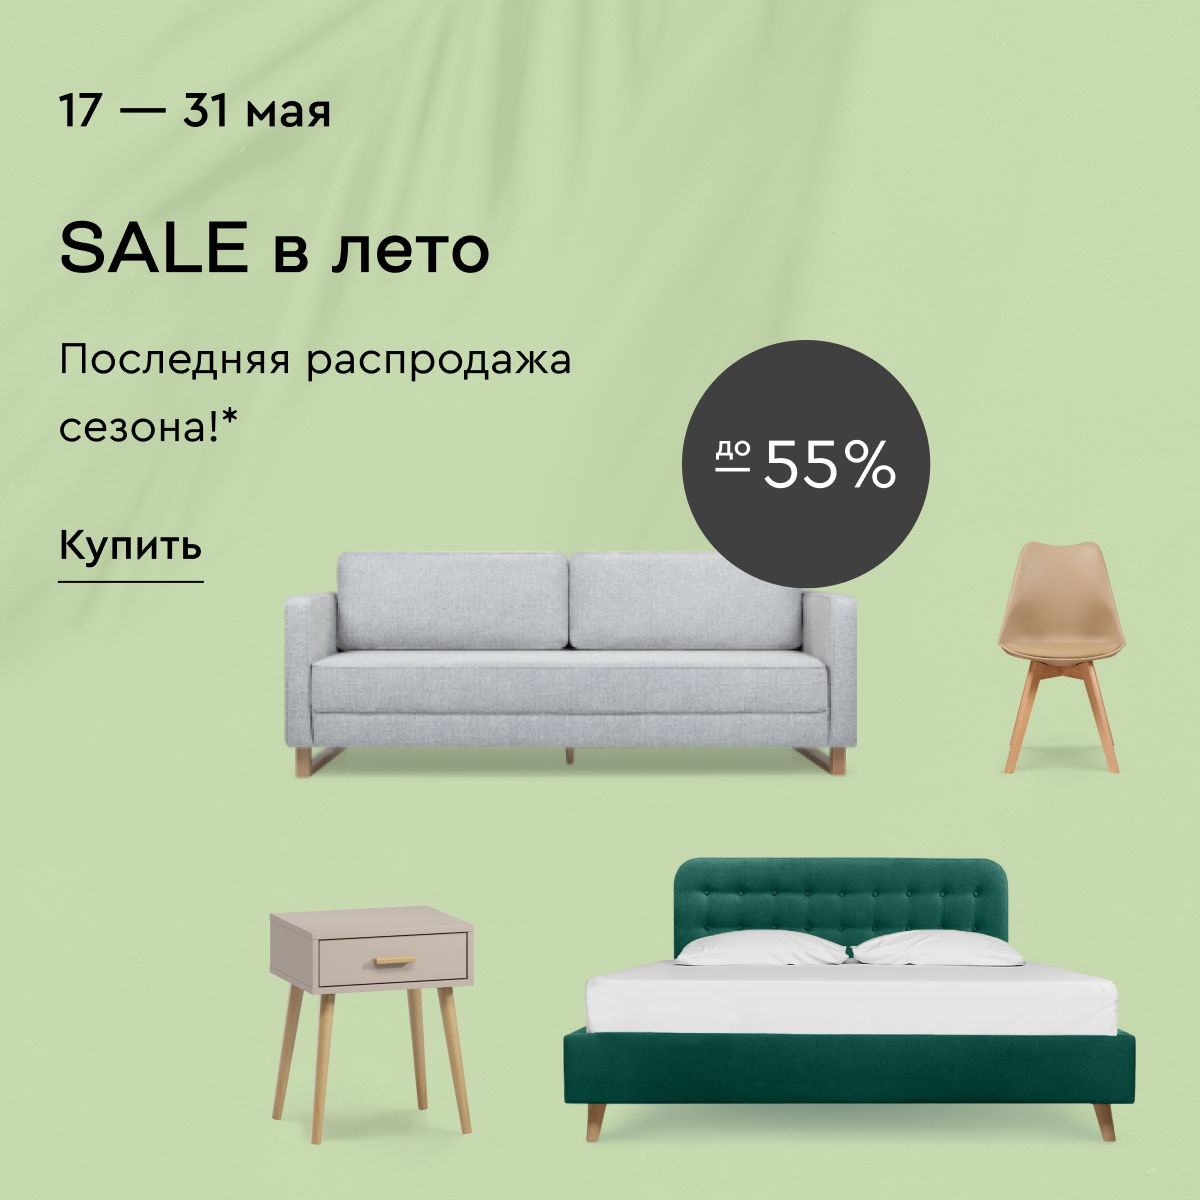 17 — 31 мая
SALE в лето
Последняя распродажа
сезона!*
до 55%
Купить